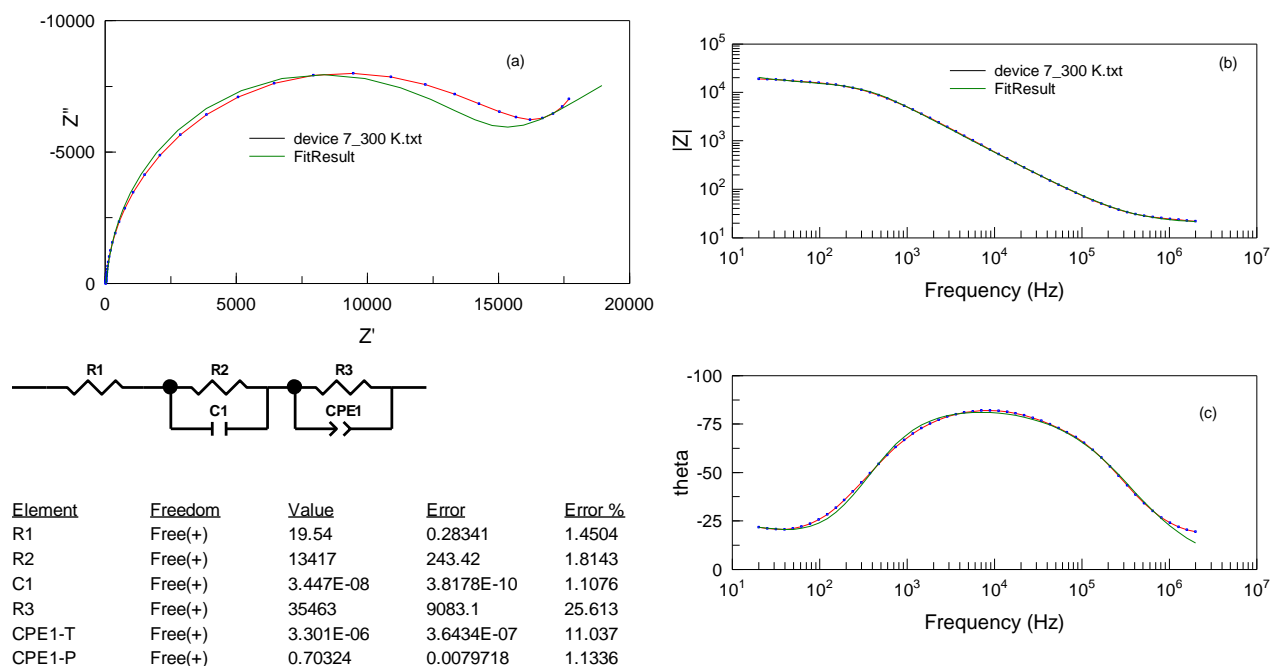 -10000
(a)
Z''
-5000
device 7_300 K.txt
FitResult
0
0 5000 10000 15000 20000
Z'
10^5
(b)
device 7_300 K.txt
FitResult
10^4
|Z|
10^3
10^2
10^1
10^1 10^2 10^3 10^4 10^5 10^6 10^7
Frequency (Hz)
R1 R2 R3
C1 CPE1
-100
(c)
-75
theta
-50
-25
0
10^1 10^2 10^3 10^4 10^5 10^6 10^7
Frequency (Hz)
Element Freedom Value Error Error %
R1 Free(+) 19.54 0.28341 1.4504
R2 Free(+) 13417 243.42 1.8143
C1 Free(+) 3.447E-08 3.8178E-10 1.1076
R3 Free(+) 35463 9083.1 25.613
CPE1-T Free(+) 3.301E-06 3.6434E-07 11.037
CPE1-P Free(+) 0.70324 0.0079718 1.1336